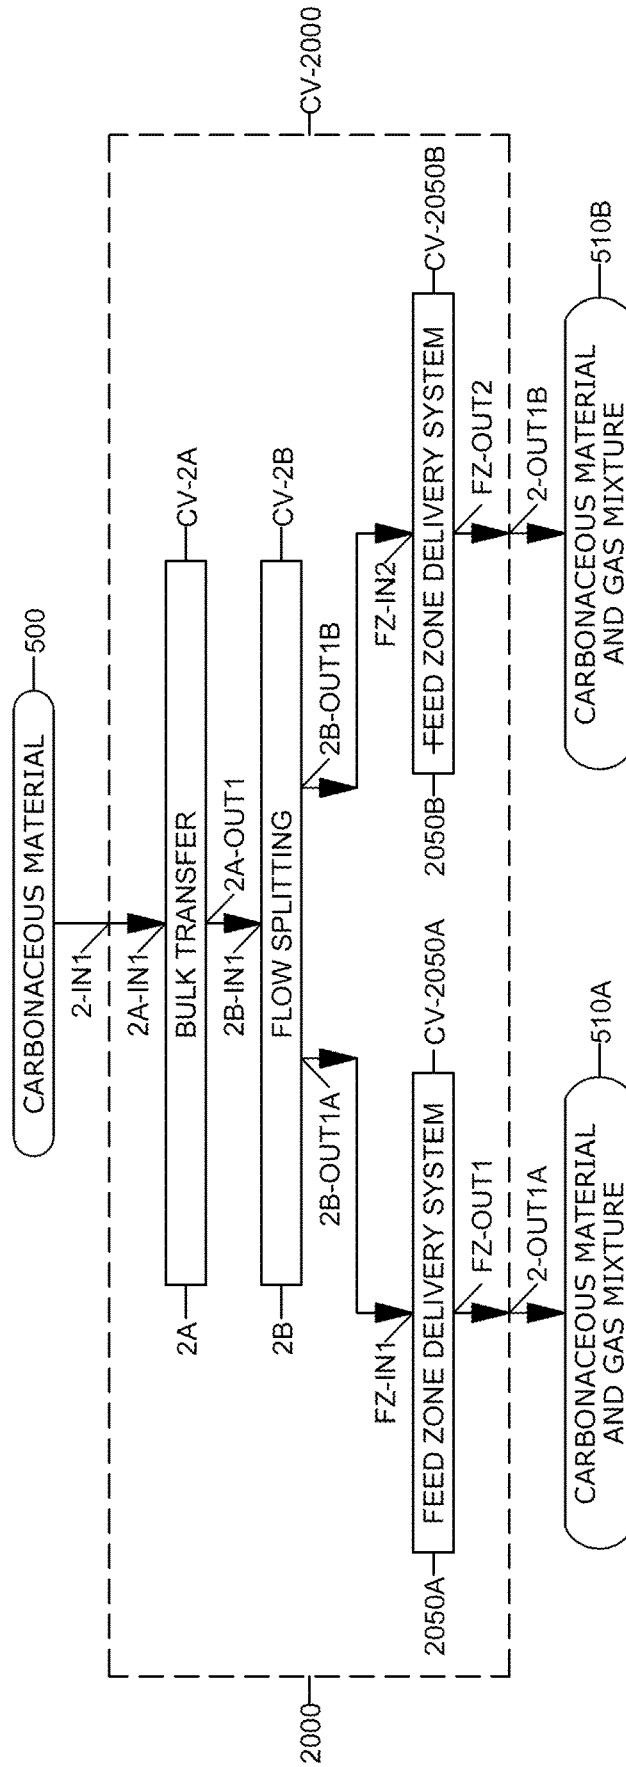 CARBONACEOUS MATERIAL
500
2-IN1
2000
CV-2000
2A-IN1
2A
BULK TRANSFER
CV-2A
2A-OUT1
2B-IN1
2B
FLOW SPLITTING
CV-2B
2B-OUT1A
2B-OUT1B
FZ-IN1
FZ-IN2
2050A
FEED ZONE DELIVERY SYSTEM
CV-2050A
2050B
FEED ZONE DELIVERY SYSTEM
CV-2050B
FZ-OUT1
FZ-OUT2
2-OUT1A
2-OUT1B
CARBONACEOUS MATERIAL
AND GAS MIXTURE
510A
CARBONACEOUS MATERIAL
AND GAS MIXTURE
510B